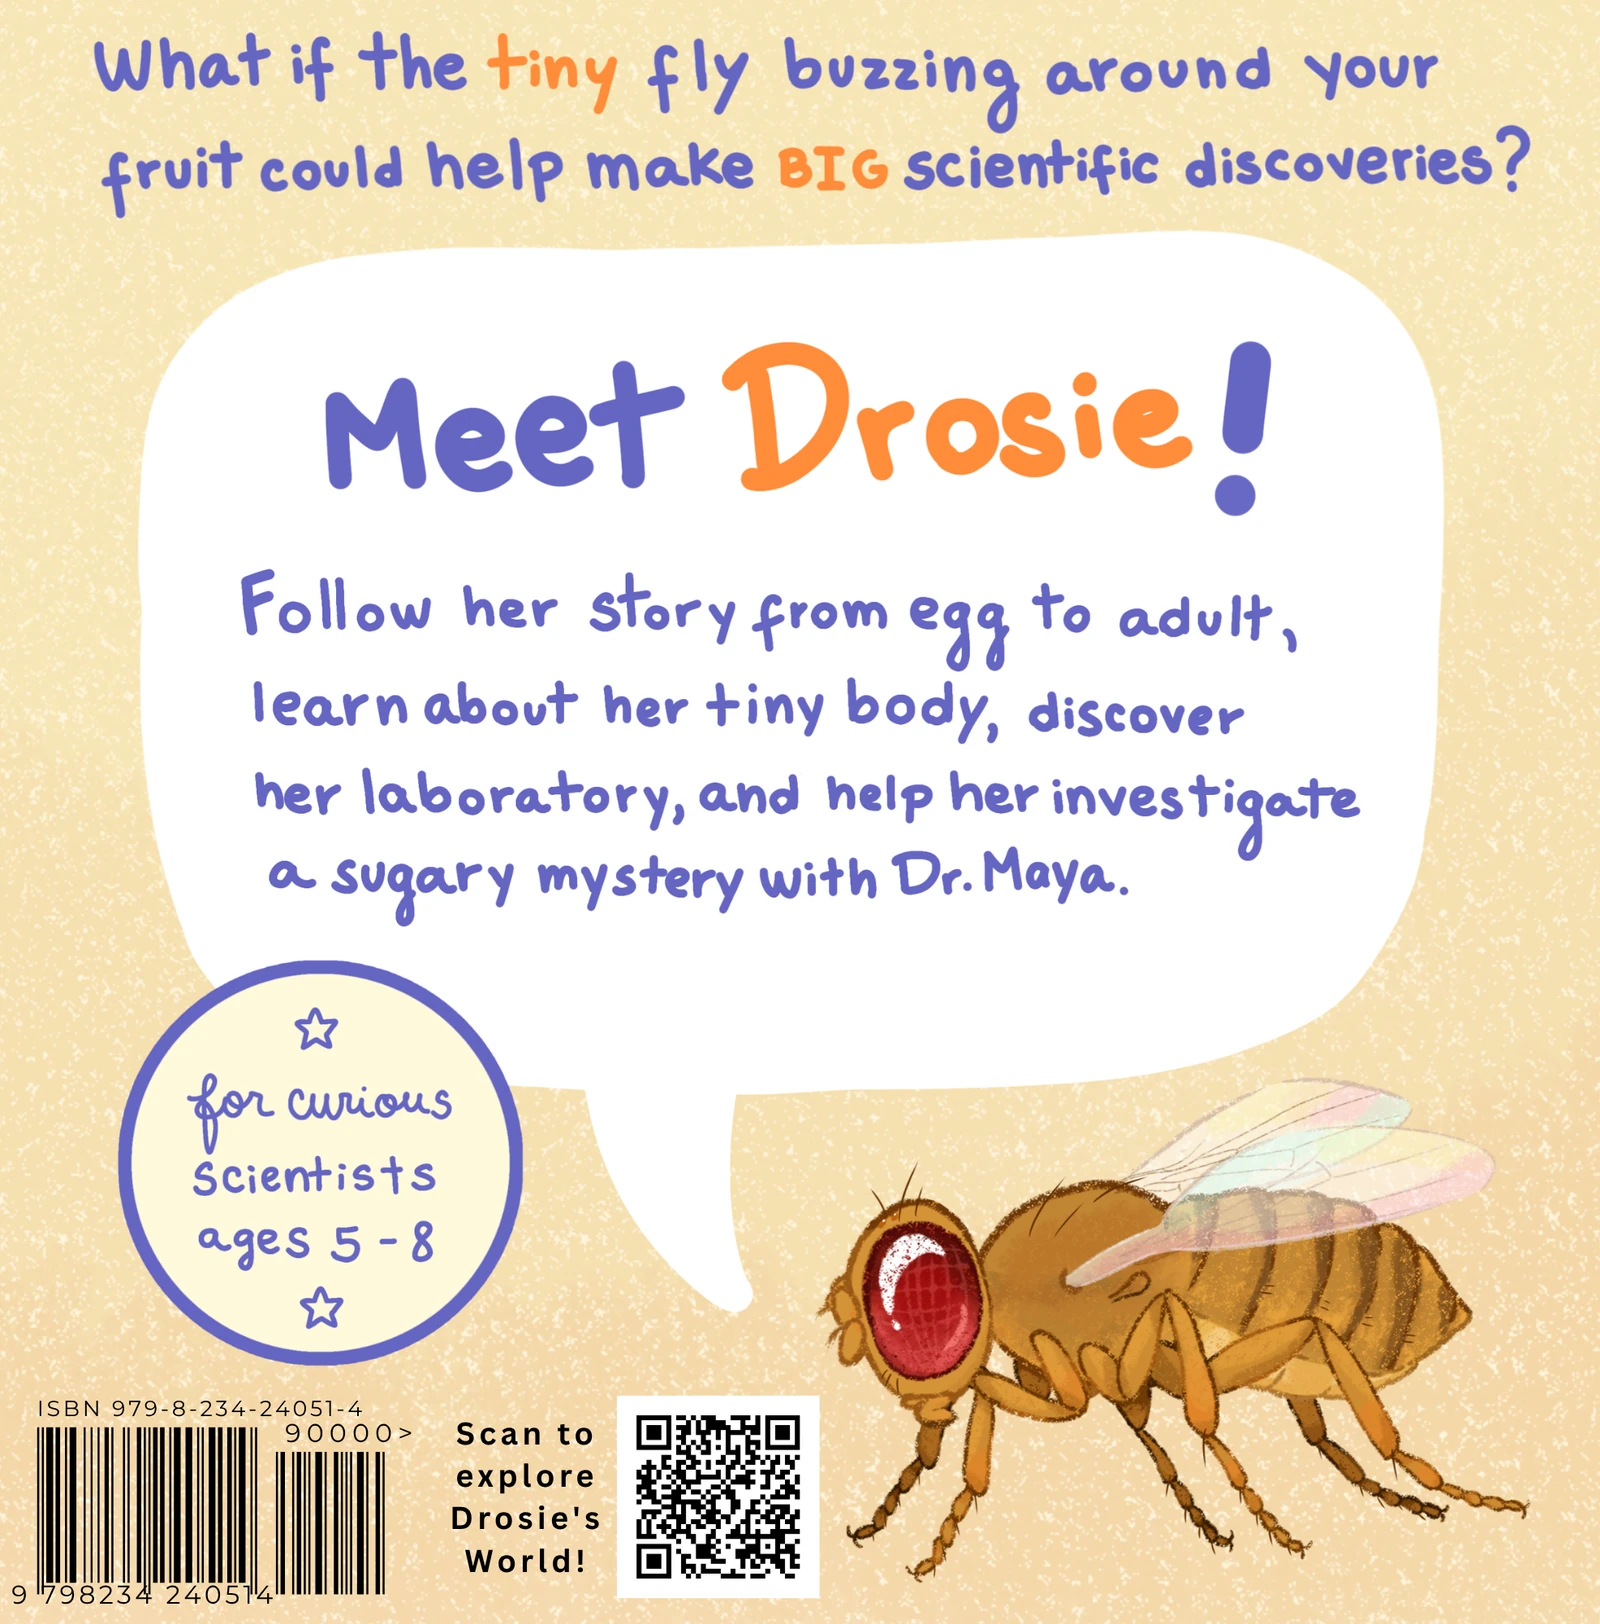 What if the tiny fly buzzing around your
fruit could help make BIG scientific discoveries?
Meet Drosie!
Follow her story from egg to adult,
learn about her tiny body, discover
her laboratory, and help her investigate
a sugary mystery with Dr. Maya.
for curious
scientists
ages 5-8
ISBN 979-8-234-24051-4
90000>
9 798234 240514
Scan to
explore
Drosie's
World!